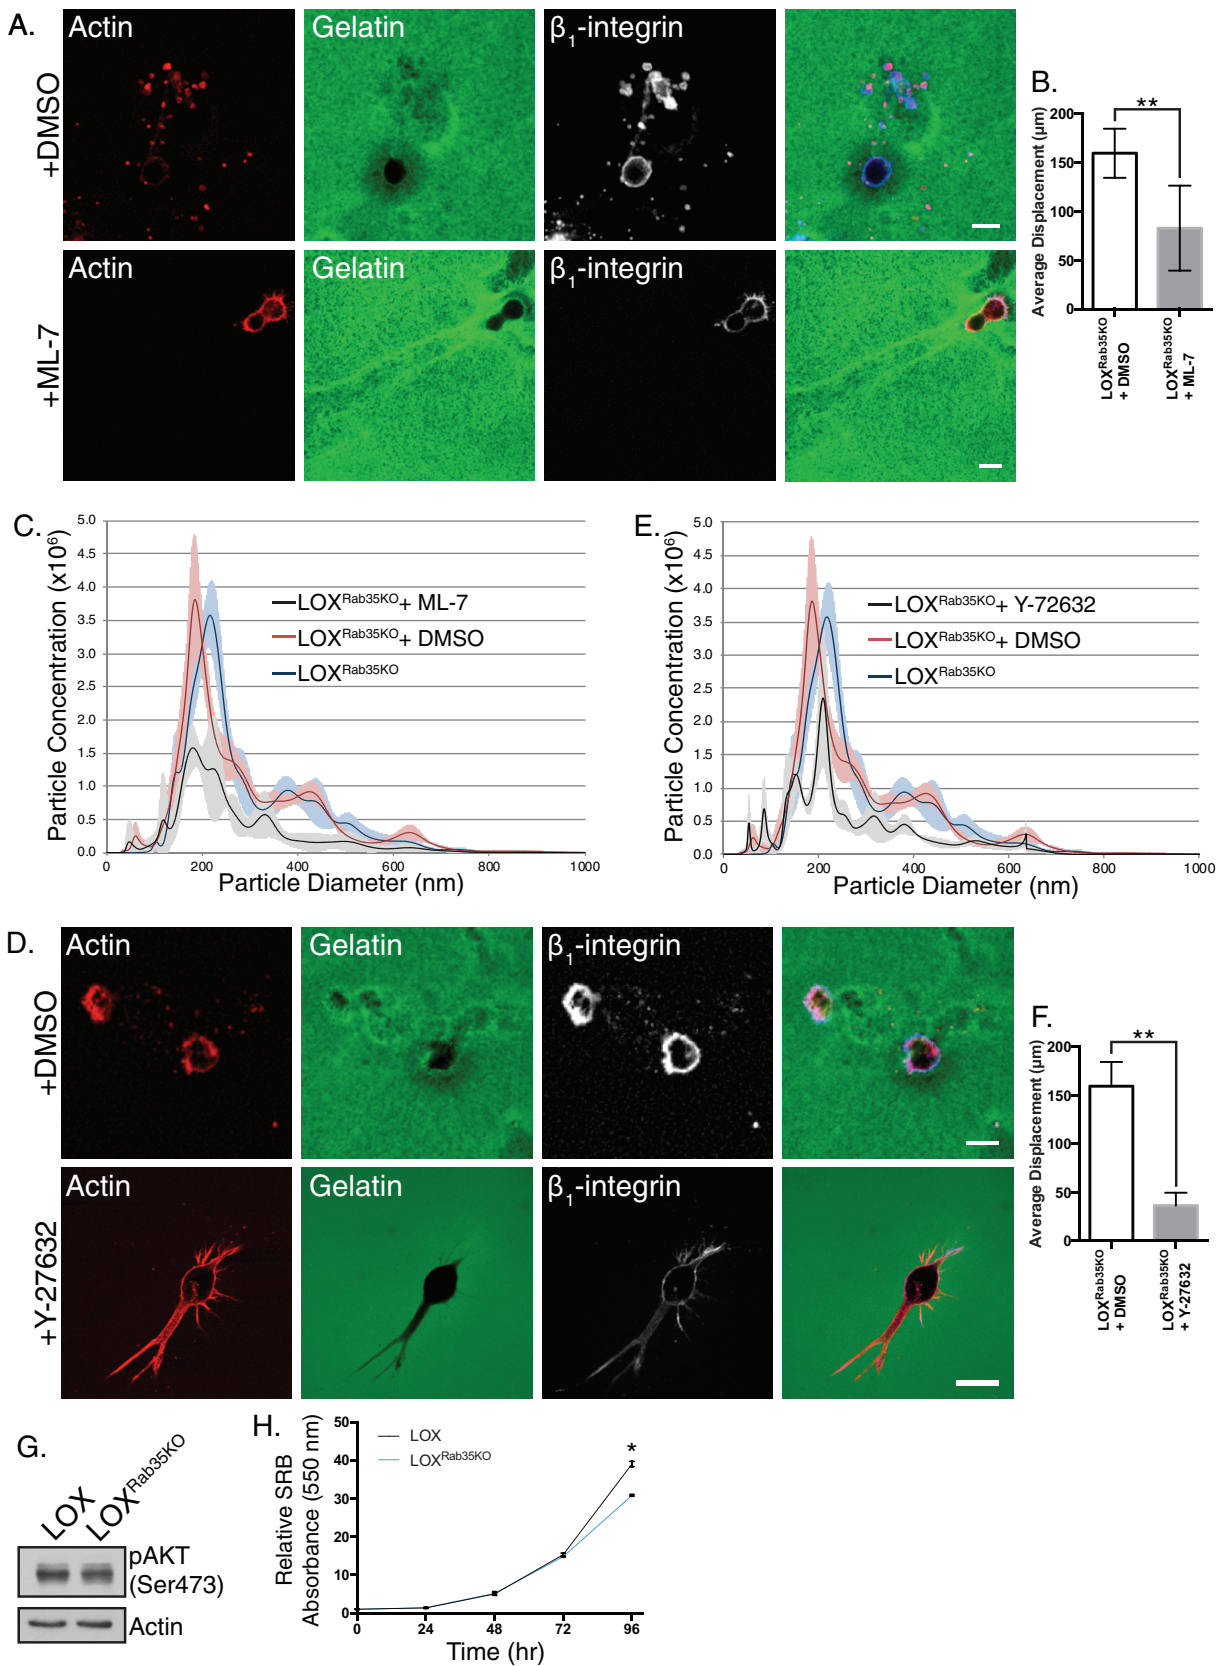 A.
Actin
Gelatin
β1-integrin
+DMSO
+ML-7
Gelatin
Actin
β1-integrin
B.
Average Displacement (μm)
200
150
100
50
0
**
LOXRab35KO
+ DMSO
LOXRab35KO
+ ML-7
C.
Particle Concentration (x10⁶)
5.0
4.5
4.0
3.5
3.0
2.5
2.0
1.5
1.0
0.5
0.0
LOXRab35KO+ ML-7
LOXRab35KO+ DMSO
LOXRab35KO
0 200 400 600 800 1000
Particle Diameter (nm)
E.
Particle Concentration (x10⁶)
5.0
4.5
4.0
3.5
3.0
2.5
2.0
1.5
1.0
0.5
0.0
LOXRab35KO+ Y-72632
LOXRab35KO+ DMSO
LOXRab35KO
0 200 400 600 800 1000
Particle Diameter (nm)
D.
Actin
Gelatin
β1-integrin
+DMSO
+Y-27632
Actin
Gelatin
β1-integrin
F.
Average Displacement (μm)
200
150
100
50
0
**
LOXRab35KO
+ DMSO
LOXRab35KO
+ Y-27632
G.
LOX
LOXRab35KO
pAKT
(Ser473)
Actin
H.
Relative SRB
Absorbance (550 nm)
50
40
30
20
10
0
LOX
LOXRab35KO
*
0 24 48 72 96
Time (hr)